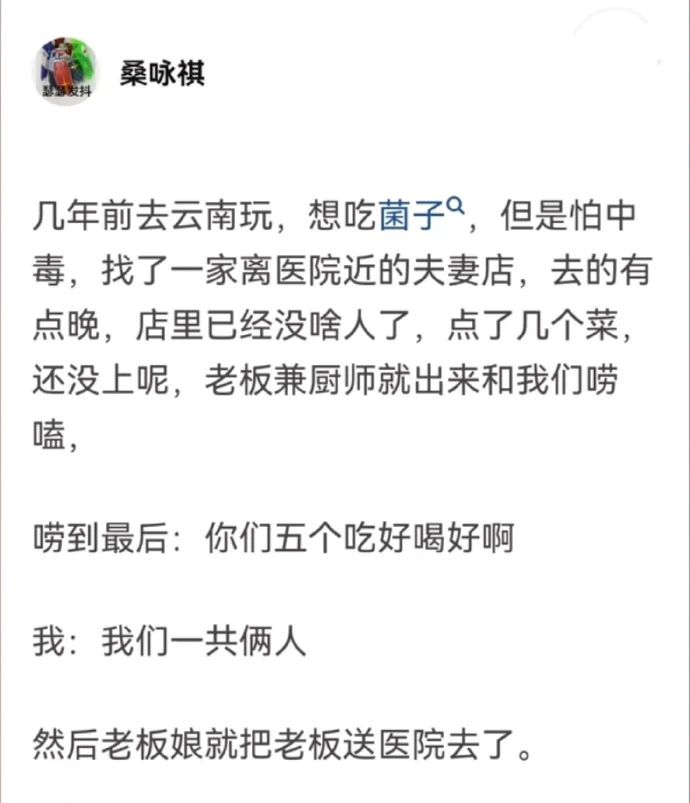 瑟瑟发抖
桑咏祺
几年前去云南玩，想吃菌子，但是怕中
毒，找了一家离医院近的夫妻店，去的有
点晚，店里已经没啥人了，点了几个菜，
还没上呢，老板兼厨师就出来和我们唠
嗑，
唠到最后：你们五个吃好喝好啊
我：我们一共俩人
然后老板娘就把老板送医院去了。